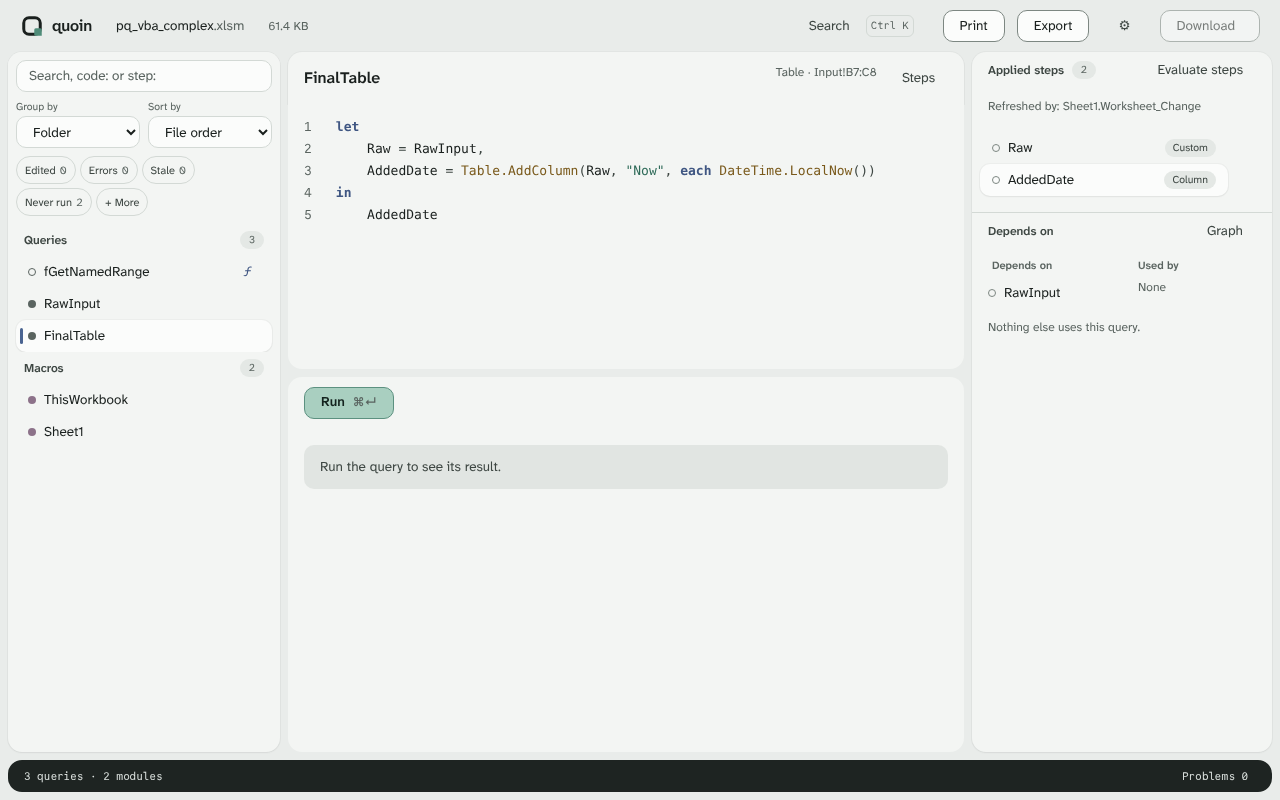 quoin
pq_vba_complex.xlsm
61.4 KB
Search
Ctrl K
Print
Export
⚙
Download
Search, code: or step:
Group by
Sort by
Folder
File order
Edited 0
Errors 0
Stale 0
Never run 2
+ More
Queries
3
fGetNamedRange
ƒ
RawInput
FinalTable
Macros
2
ThisWorkbook
Sheet1
FinalTable
Table · Input!B7:C8
Steps
1 let
2     Raw = RawInput,
3     AddedDate = Table.AddColumn(Raw, "Now", each DateTime.LocalNow())
4 in
5     AddedDate
Run ⌘↵
Run the query to see its result.
Applied steps
2
Evaluate steps
Refreshed by: Sheet1.Worksheet_Change
Raw
Custom
AddedDate
Column
Depends on
Graph
Depends on
Used by
RawInput
None
Nothing else uses this query.
3 queries · 2 modules
Problems 0